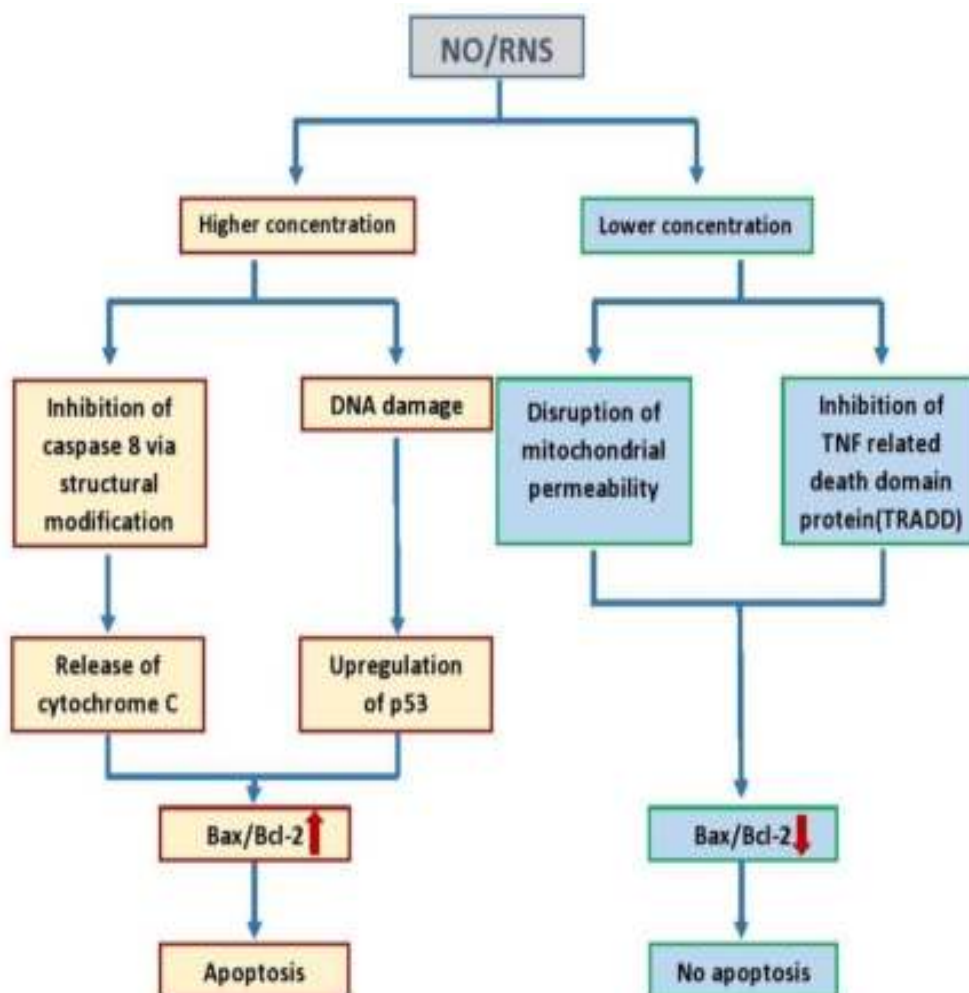 NO/RNS
Higher concentration
Lower concentration
Inhibition of
caspase 8 via
structural
modification
DNA damage
Disruption of
mitochondrial
permeability
Inhibition of
TNF related
death domain
protein(TRADD)
Release of
cytochrome C
Upregulation
of p53
Bax/Bcl-2
Bax/Bcl-2
Apoptosis
No apoptosis